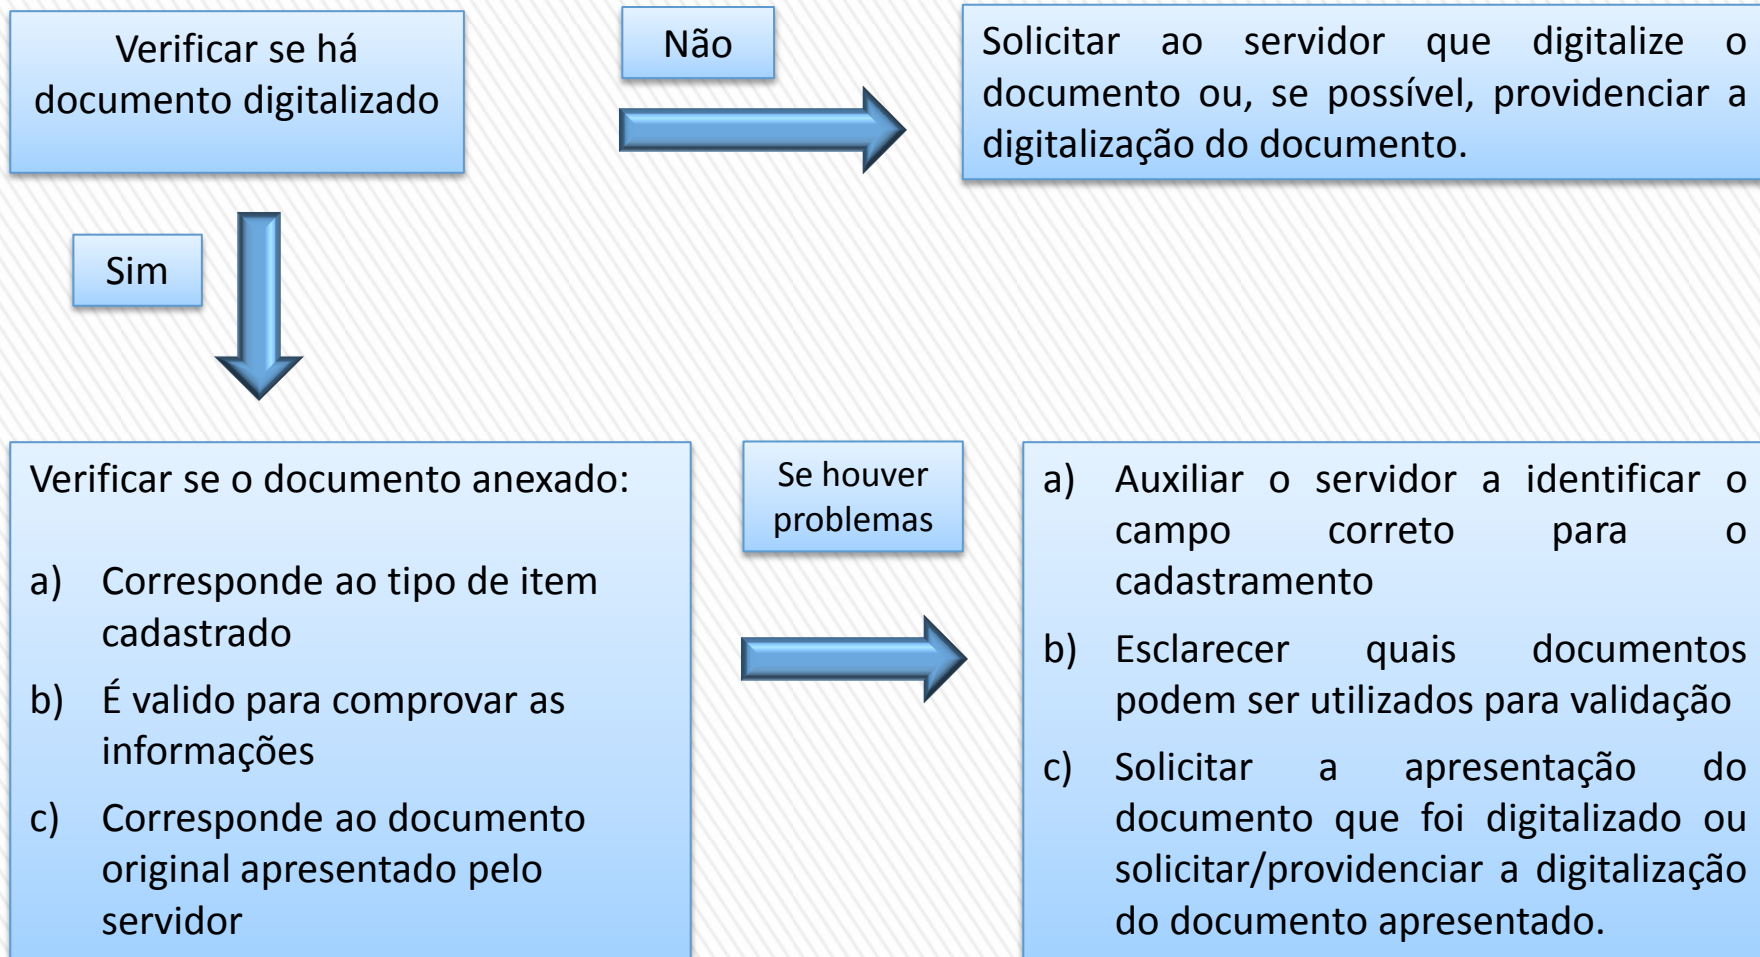 Verificar se há
documento digitalizado
Não
Solicitar ao servidor que digitalize o
documento ou, se possível, providenciar a
digitalização do documento.
Sim
Verificar se o documento anexado:
a) Corresponde ao tipo de item
cadastrado
b) É valido para comprovar as
informações
c) Corresponde ao documento
original apresentado pelo
servidor
Se houver
problemas
a) Auxiliar o servidor a identificar o
campo correto para o
cadastramento
b) Esclarecer quais documentos
podem ser utilizados para validação
c) Solicitar a apresentação do
documento que foi digitalizado ou
solicitar/providenciar a digitalização
do documento apresentado.